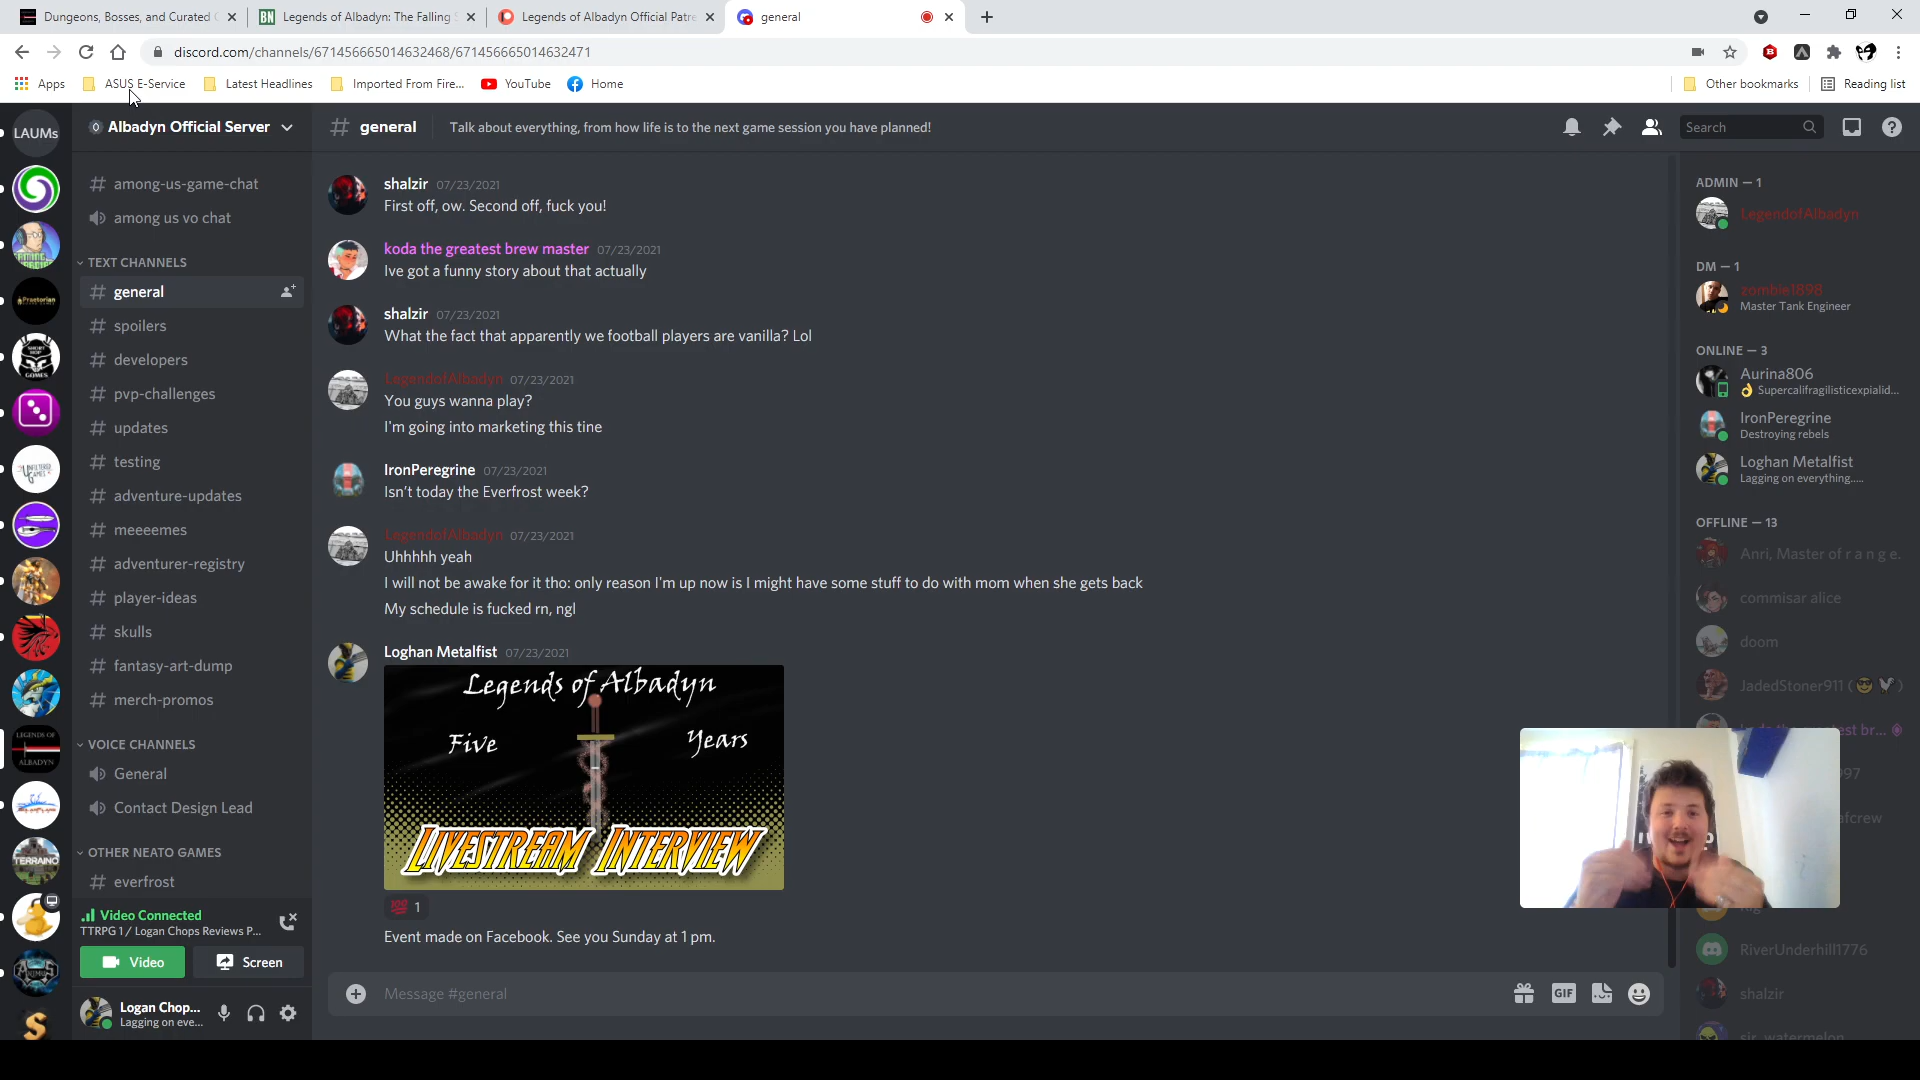 Dungeons, Bosses, and Curated
Legends of Albadyn: The Falling S
Legends of Albadyn Official Patre
general
discord.com/channels/671456665014632468/671456665014632471
Apps
ASUS E-Service
Latest Headlines
Imported From Fire...
YouTube
Home
Other bookmarks
Reading list
LAUMs
Albadyn Official Server
general
Talk about everything, from how life is to the next game session you have planned!
Search
among-us-game-chat
among us vo chat
TEXT CHANNELS
general
spoilers
developers
pvp-challenges
updates
testing
adventure-updates
meeeemes
adventurer-registry
player-ideas
skulls
fantasy-art-dump
merch-promos
VOICE CHANNELS
General
Contact Design Lead
OTHER NEATO GAMES
everfrost
Video Connected
TTRPG 1 / Logan Chops Reviews P...
Video
Screen
Logan Chop...
Lagging on eve...
LEGENDS OF
ALBADYN
TERRAINO
shalzir 07/23/2021
First off, ow. Second off, fuck you!
koda the greatest brew master 07/23/2021
Ive got a funny story about that actually
shalzir 07/23/2021
What the fact that apparently we football players are vanilla? Lol
LegendofAlbadyn 07/23/2021
You guys wanna play?
I'm going into marketing this tine
IronPeregrine 07/23/2021
Isn't today the Everfrost week?
LegendofAlbadyn 07/23/2021
Uhhhhh yeah
I will not be awake for it tho: only reason I'm up now is I might have some stuff to do with mom when she gets back
My schedule is fucked rn, ngl
Loghan Metalfist 07/23/2021
Legends of Albadyn
Five Years
LIVESTREAM INTERVIEW
1
Event made on Facebook. See you Sunday at 1 pm.
Message #general
GIF
ADMIN — 1
LegendofAlbadyn
DM — 1
zombie1898
Master Tank Engineer
ONLINE — 3
Aurina806
Supercalifragilisticexpialid...
IronPeregrine
Destroying rebels
Loghan Metalfist
Lagging on everything.....
OFFLINE — 13
Anri, Master of r a n g e.
commisar alice
doom
JadedStoner911 (
est br...
997
afcrew
RiverUnderhill1776
shalzir
sir_watermelon